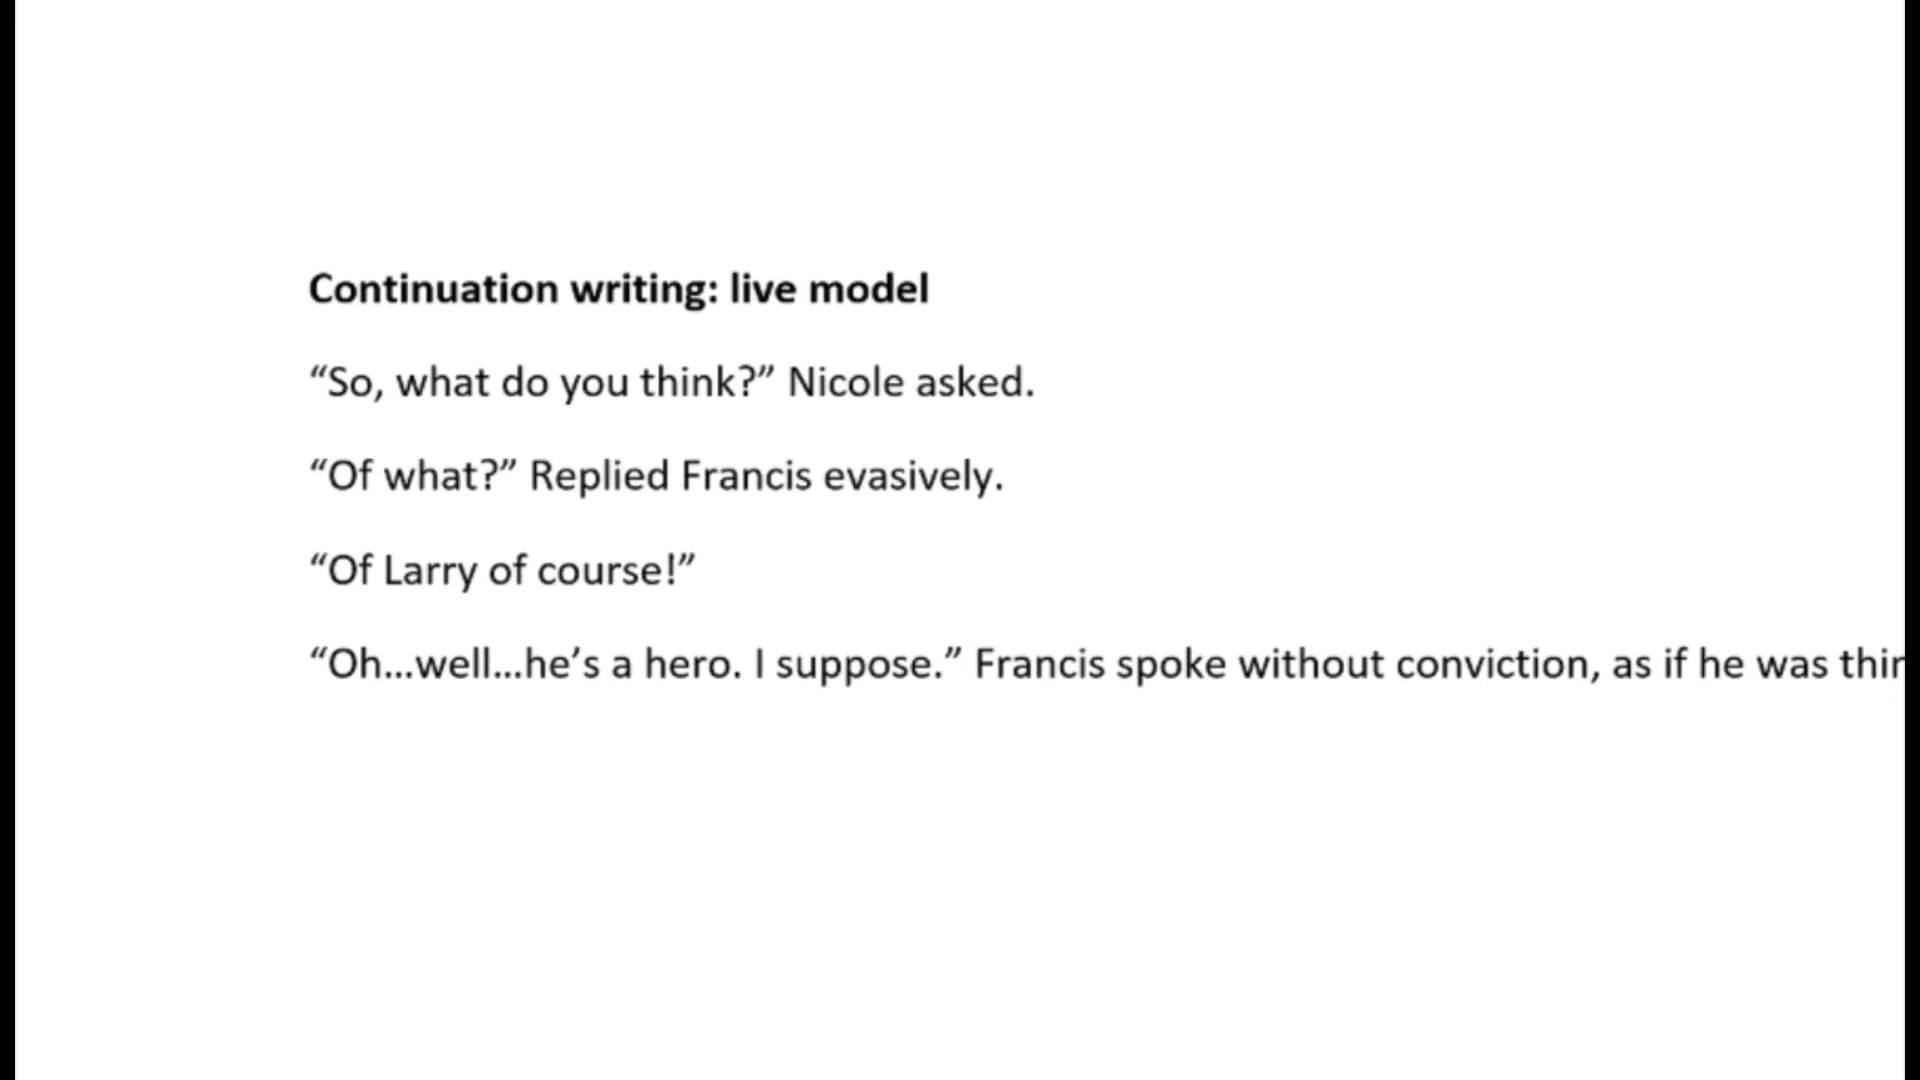 Continuation writing: live model
“So, what do you think?” Nicole asked.
“Of what?” Replied Francis evasively.
“Of Larry of course!”
“Oh…well…he’s a hero. I suppose.” Francis spoke without conviction, as if he was